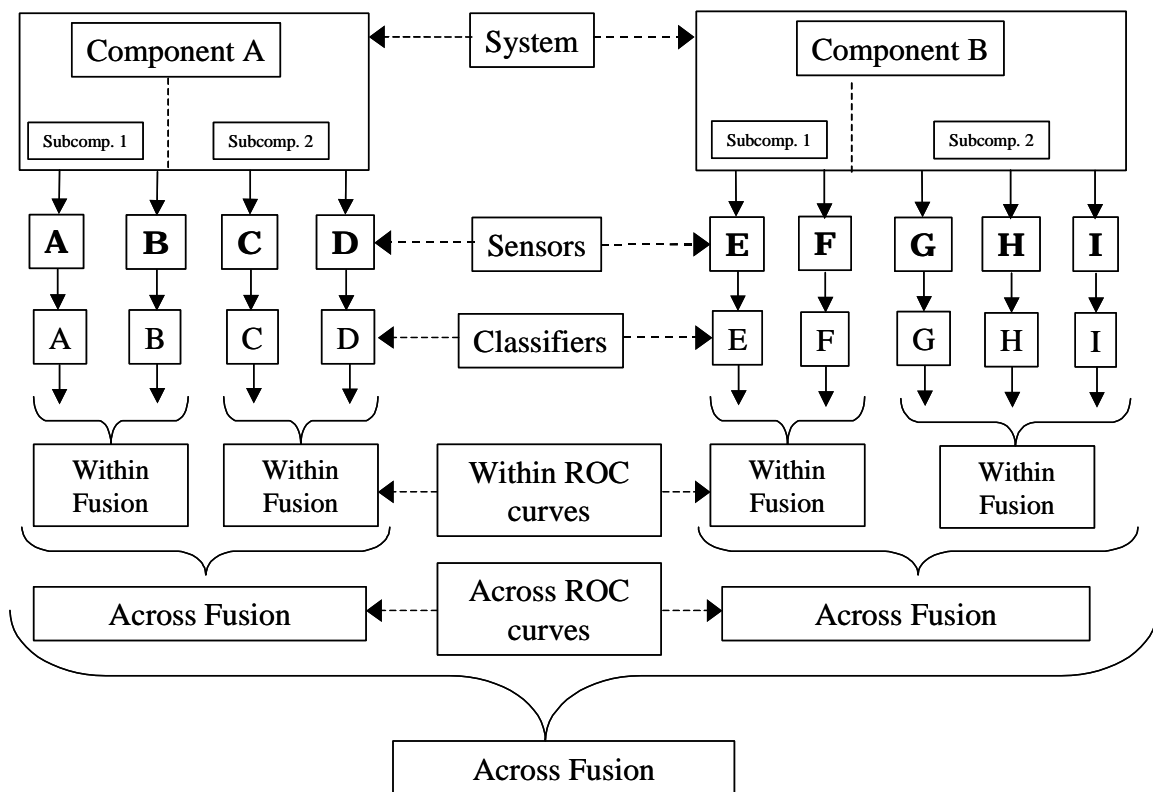 Component A
System
Component B
Subcomp. 1
Subcomp. 2
Subcomp. 1
Subcomp. 2
A
B
C
D
Sensors
E
F
G
H
I
A
B
C
D
Classifiers
E
F
G
H
I
Within
Fusion
Within
Fusion
Within ROC
curves
Within
Fusion
Within
Fusion
Across Fusion
Across ROC
curves
Across Fusion
Across Fusion